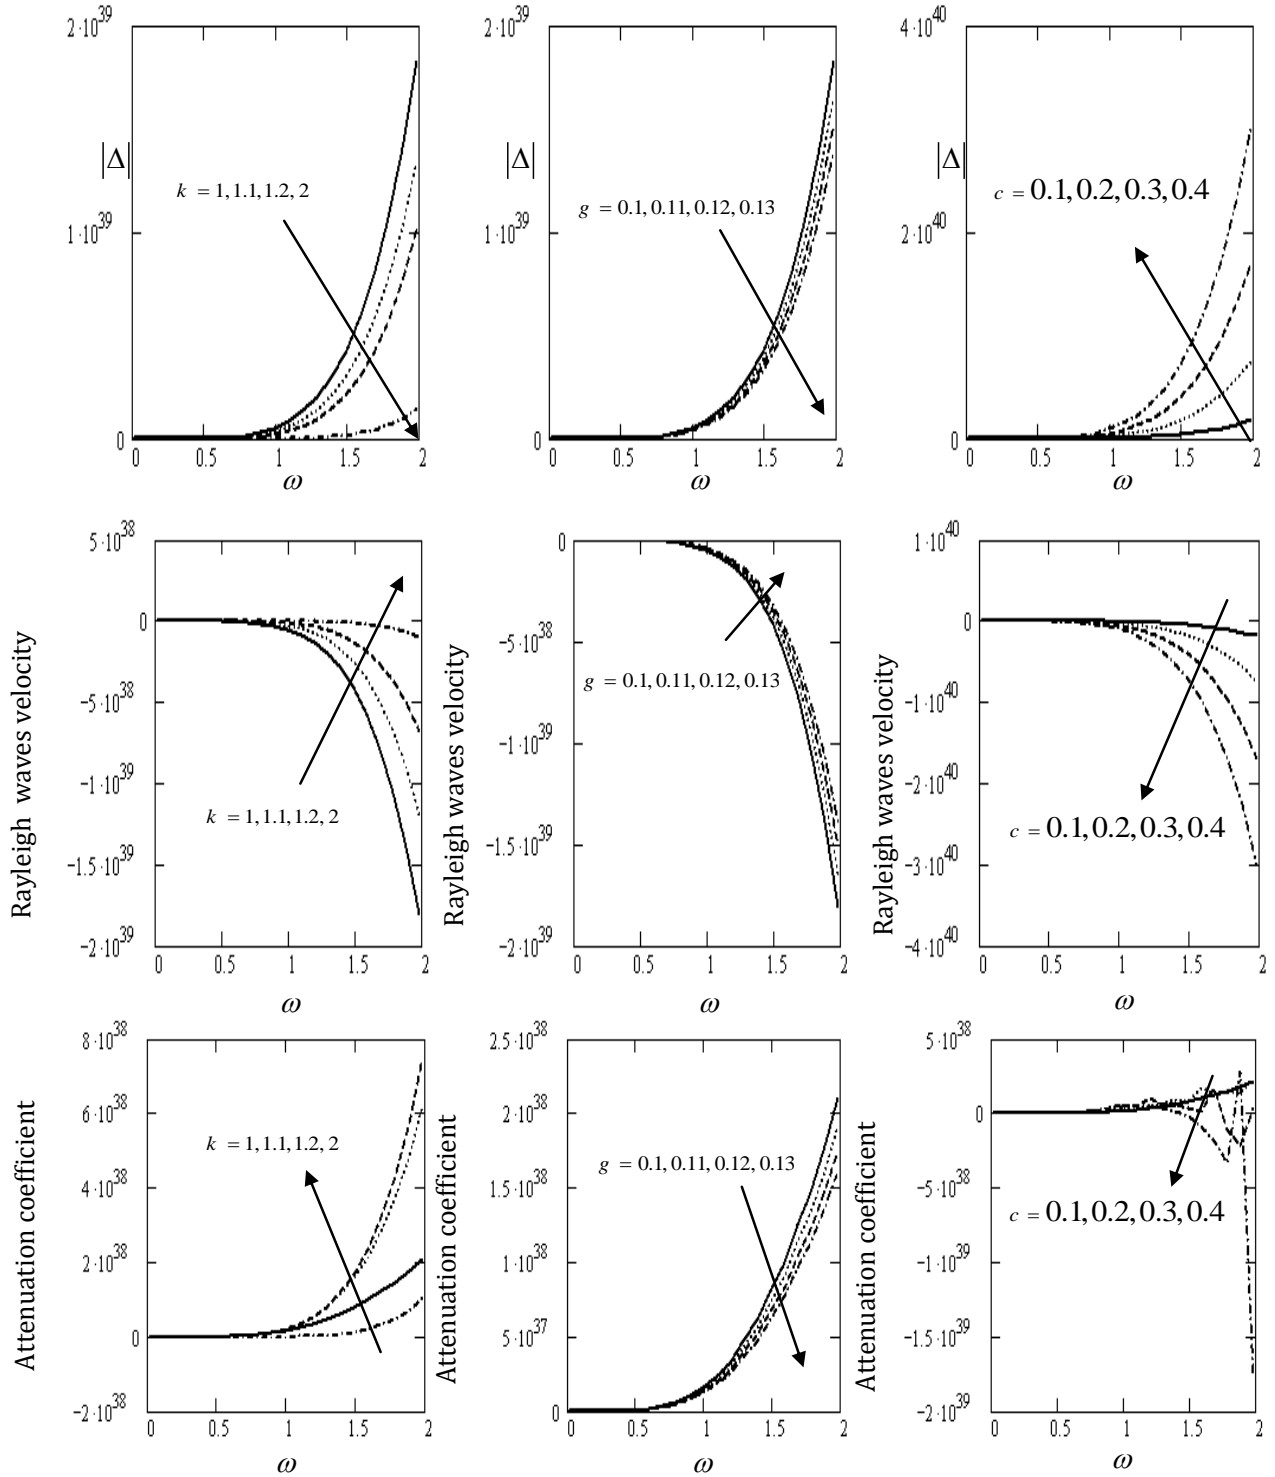 2·10^39
|Δ|
k = 1, 1.1, 1.2, 2
1·10^39
0
0 0.5 1 1.5 2
ω
2·10^39
|Δ|
g = 0.1, 0.11, 0.12, 0.13
1·10^39
0
0 0.5 1 1.5 2
ω
4·10^40
|Δ|
c = 0.1, 0.2, 0.3, 0.4
2·10^40
0
0 0.5 1 1.5 2
ω
Rayleigh waves velocity
5·10^38
0
−5·10^38
−1·10^39
k = 1, 1.1, 1.2, 2
−1.5·10^39
−2·10^39
0 0.5 1 1.5 2
ω
Rayleigh waves velocity
0
−5·10^38
g = 0.1, 0.11, 0.12, 0.13
−1·10^39
−1.5·10^39
−2·10^39
0 0.5 1 1.5 2
ω
Rayleigh waves velocity
1·10^40
0
−1·10^40
−2·10^40
c = 0.1, 0.2, 0.3, 0.4
−3·10^40
−4·10^40
0 0.5 1 1.5 2
ω
Attenuation coefficient
8·10^38
6·10^38
k = 1, 1.1, 1.2, 2
4·10^38
2·10^38
0
−2·10^38
0 0.5 1 1.5 2
ω
Attenuation coefficient
2.5·10^38
2·10^38
g = 0.1, 0.11, 0.12, 0.13
1.5·10^38
1·10^38
5·10^37
0
0 0.5 1 1.5 2
ω
Attenuation coefficient
5·10^38
0
−5·10^38
c = 0.1, 0.2, 0.3, 0.4
−1·10^39
−1.5·10^39
−2·10^39
0 0.5 1 1.5 2
ω